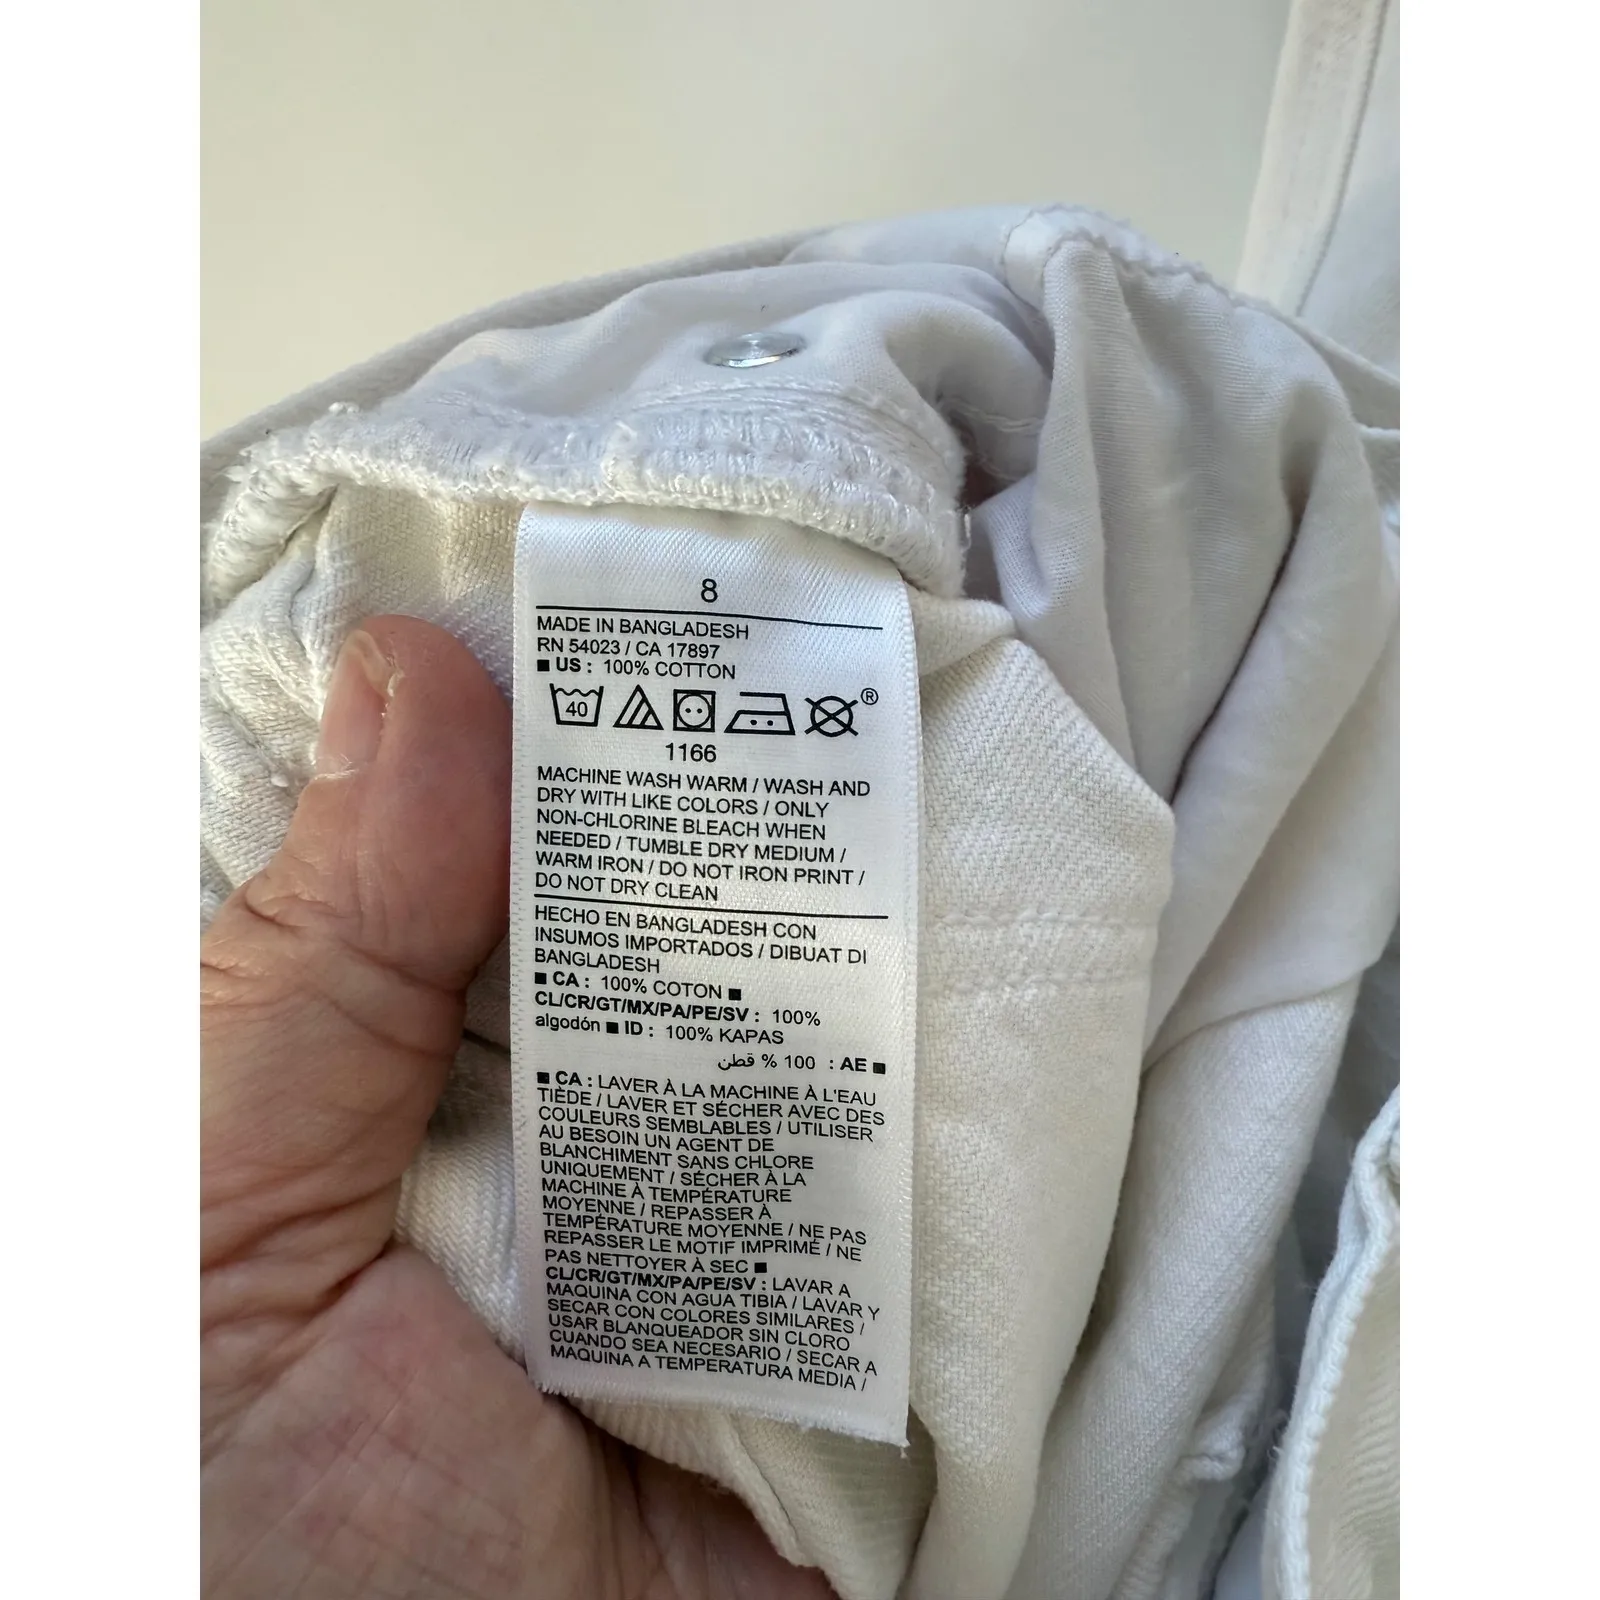 8
MADE IN BANGLADESH
RN 54023 / CA 17897
■ US : 100% COTTON
40 ®
1166
MACHINE WASH WARM / WASH AND
DRY WITH LIKE COLORS / ONLY
NON-CHLORINE BLEACH WHEN
NEEDED / TUMBLE DRY MEDIUM /
WARM IRON / DO NOT IRON PRINT /
DO NOT DRY CLEAN
HECHO EN BANGLADESH CON
INSUMOS IMPORTADOS / DIBUAT DI
BANGLADESH
■ CA : 100% COTON ■
CL/CR/GT/MX/PA/PE/SV : 100%
algodón ■ ID : 100% KAPAS
■ AE : 100 % قطن
■ CA : LAVER À LA MACHINE À L'EAU
TIÈDE / LAVER ET SÉCHER AVEC DES
COULEURS SEMBLABLES / UTILISER
AU BESOIN UN AGENT DE
BLANCHIMENT SANS CHLORE
UNIQUEMENT / SÉCHER À LA
MACHINE À TEMPÉRATURE
MOYENNE / REPASSER À
TEMPÉRATURE MOYENNE / NE PAS
REPASSER LE MOTIF IMPRIMÉ / NE
PAS NETTOYER À SEC ■
CL/CR/GT/MX/PA/PE/SV : LAVAR A
MAQUINA CON AGUA TIBIA / LAVAR Y
SECAR CON COLORES SIMILARES /
USAR BLANQUEADOR SIN CLORO
CUANDO SEA NECESARIO / SECAR A
MAQUINA A TEMPERATURA MEDIA /